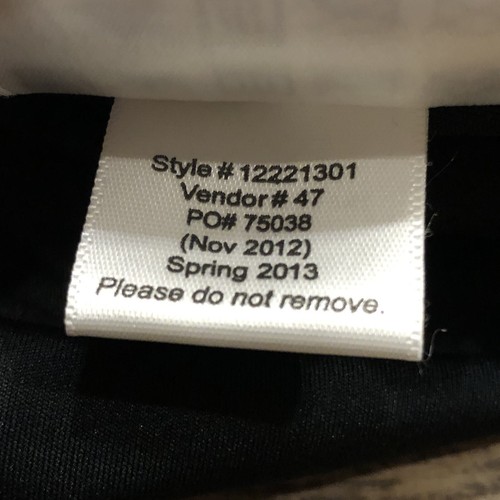 Style # 12221301
Vendor # 47
PO# 75038
(Nov 2012)
Spring 2013
Please do not remove.